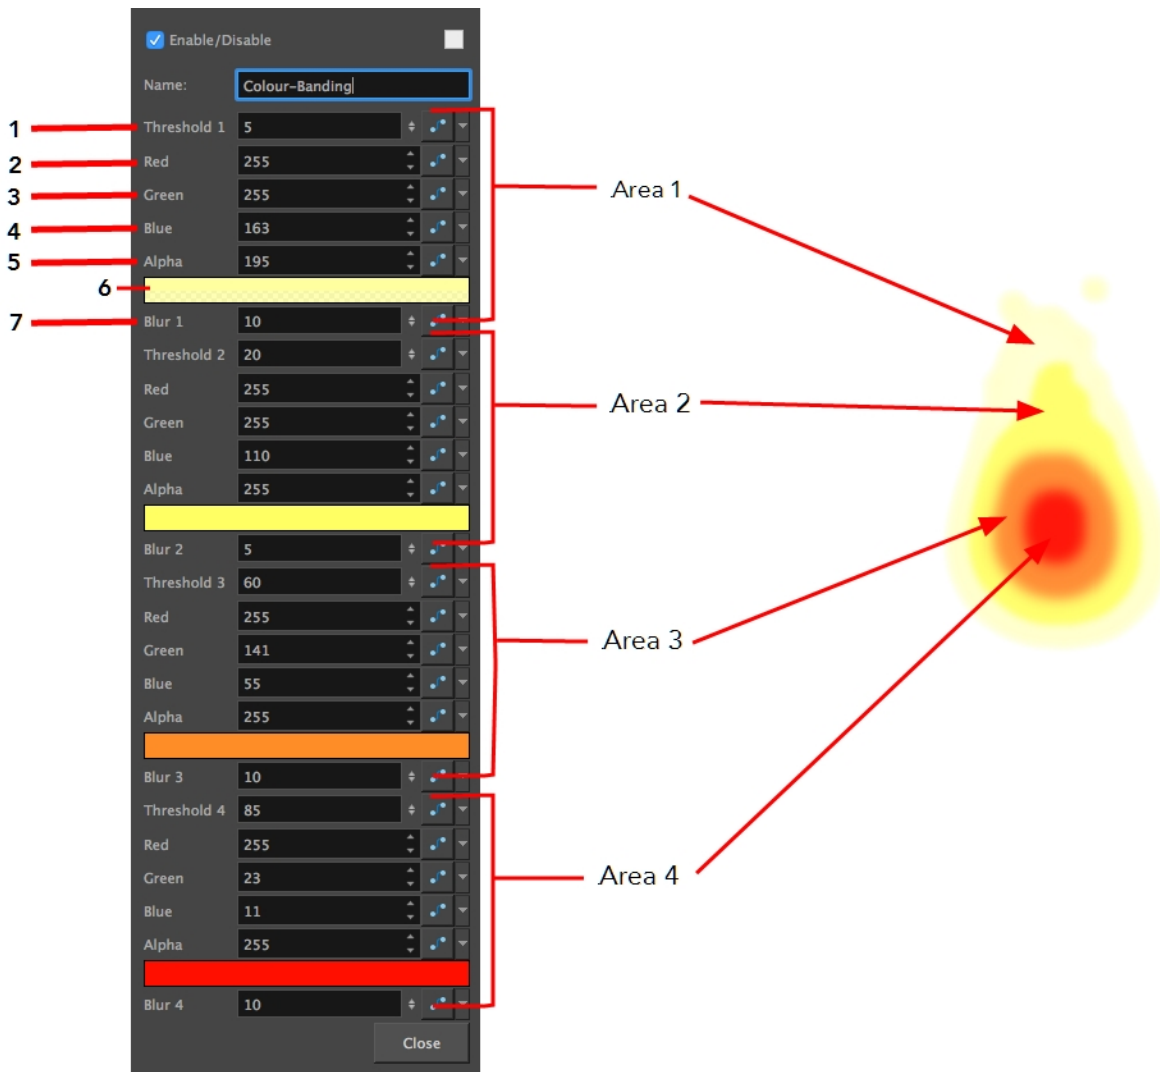 Enable/Disable
Name: Colour-Banding
1 Threshold 1 5
2 Red 255
3 Green 255
4 Blue 163
5 Alpha 195
6
7 Blur 1 10
Threshold 2 20
Red 255
Green 255
Blue 110
Alpha 255
Blur 2 5
Threshold 3 60
Red 255
Green 141
Blue 55
Alpha 255
Blur 3 10
Threshold 4 85
Red 255
Green 23
Blue 11
Alpha 255
Blur 4 10
Close
Area 1
Area 2
Area 3
Area 4